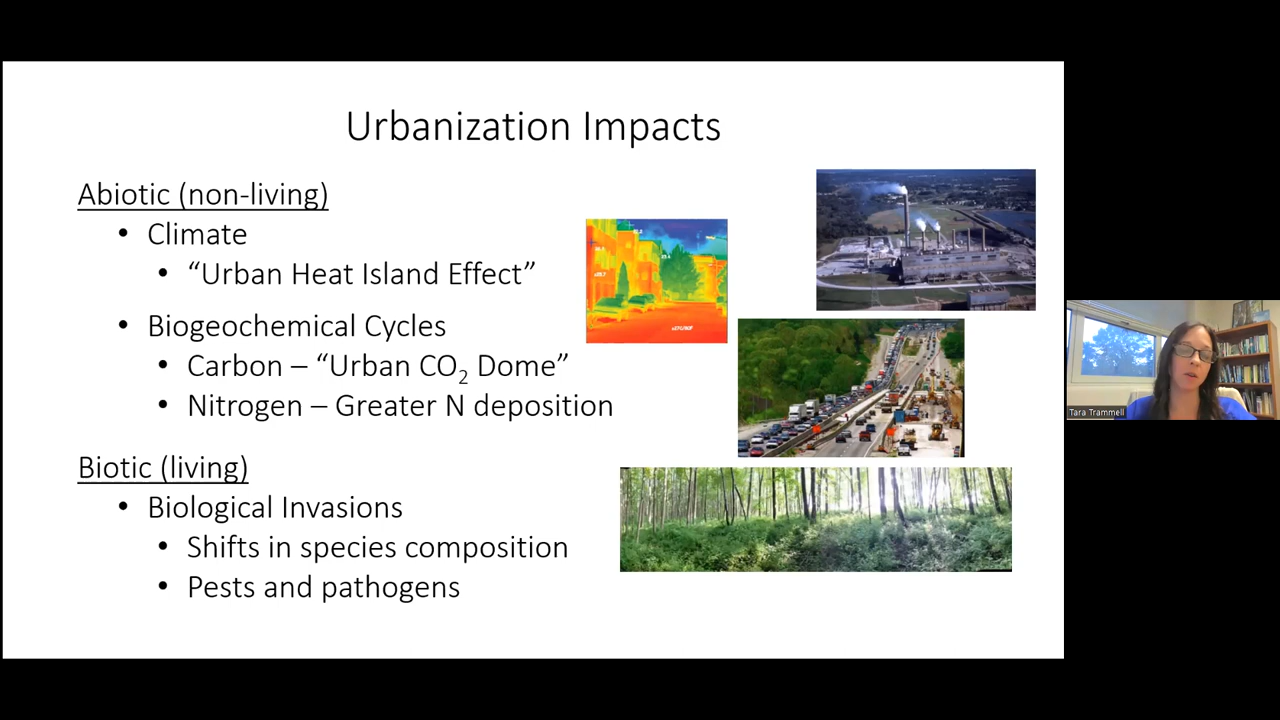 Urbanization Impacts
Abiotic (non-living)
• Climate
• “Urban Heat Island Effect”
• Biogeochemical Cycles
• Carbon – “Urban CO₂ Dome”
• Nitrogen – Greater N deposition
Biotic (living)
• Biological Invasions
• Shifts in species composition
• Pests and pathogens
Tara Trammell